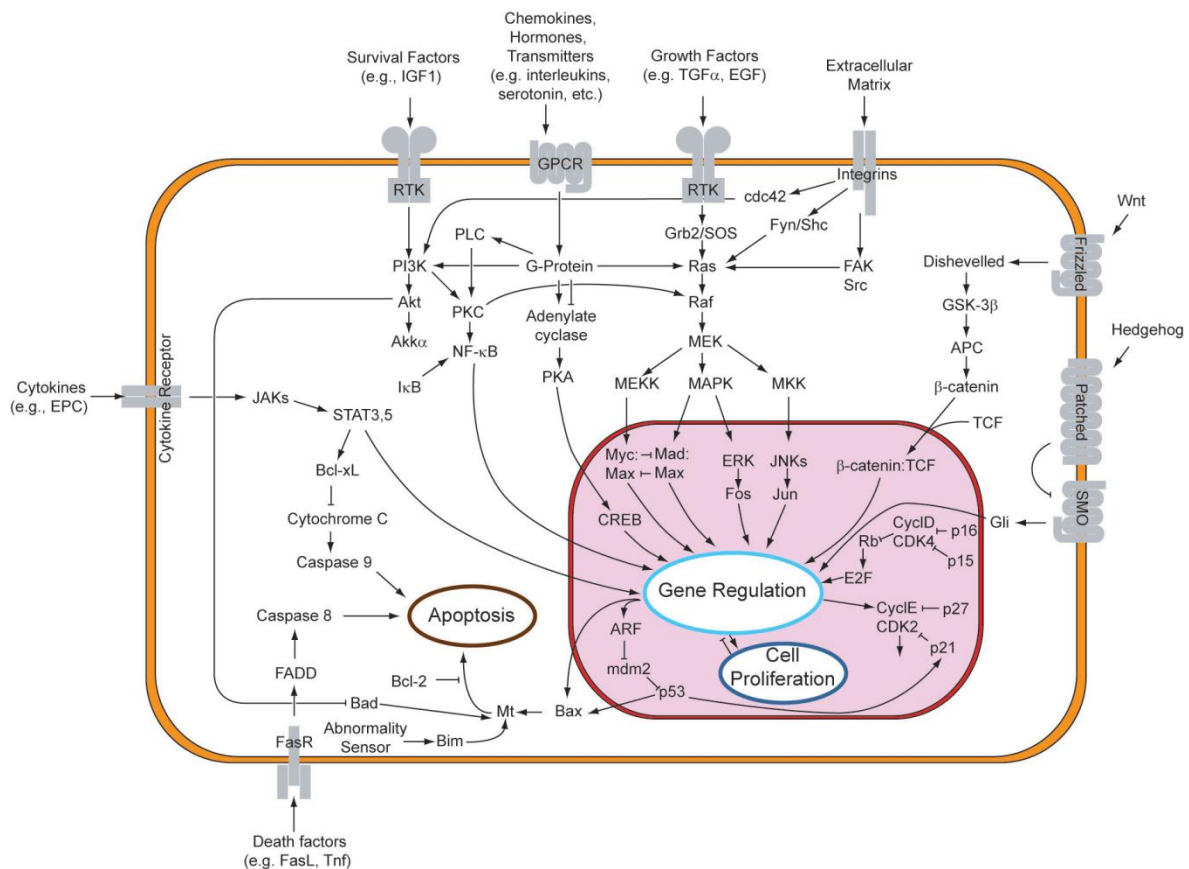 Survival Factors
(e.g., IGF1)
Chemokines,
Hormones,
Transmitters
(e.g. interleukins,
serotonin, etc.)
Growth Factors
(e.g. TGFα, EGF)
Extracellular
Matrix
RTK
GPCR
RTK
Integrins
cdc42
Wnt
Grb2/SOS
Fyn/Shc
PLC
Frizzled
PI3K
G-Protein
Ras
FAK
Src
Dishevelled
Akt
PKC
Adenylate
cyclase
Raf
GSK-3β
Hedgehog
Akkα
NF-κB
MEK
APC
IκB
PKA
MEKK
MAPK
MKK
β-catenin
Patched
Cytokines
(e.g., EPC)
Cytokine Receptor
JAKs
STAT3,5
TCF
Myc:
Max
Mad:
Max
ERK
JNKs
β-catenin:TCF
Bcl-xL
Fos
Jun
SMO
Cytochrome C
CREB
Gli
CyclD
CDK4
p16
Rb
p15
Caspase 9
E2F
Gene Regulation
Apoptosis
Caspase 8
CyclE
CDK2
p27
ARF
p21
Cell
Proliferation
mdm2
FADD
Bcl-2
p53
Bad
Mt
Bax
Abnormality
Sensor
Bim
FasR
Death factors
(e.g. FasL, Tnf)